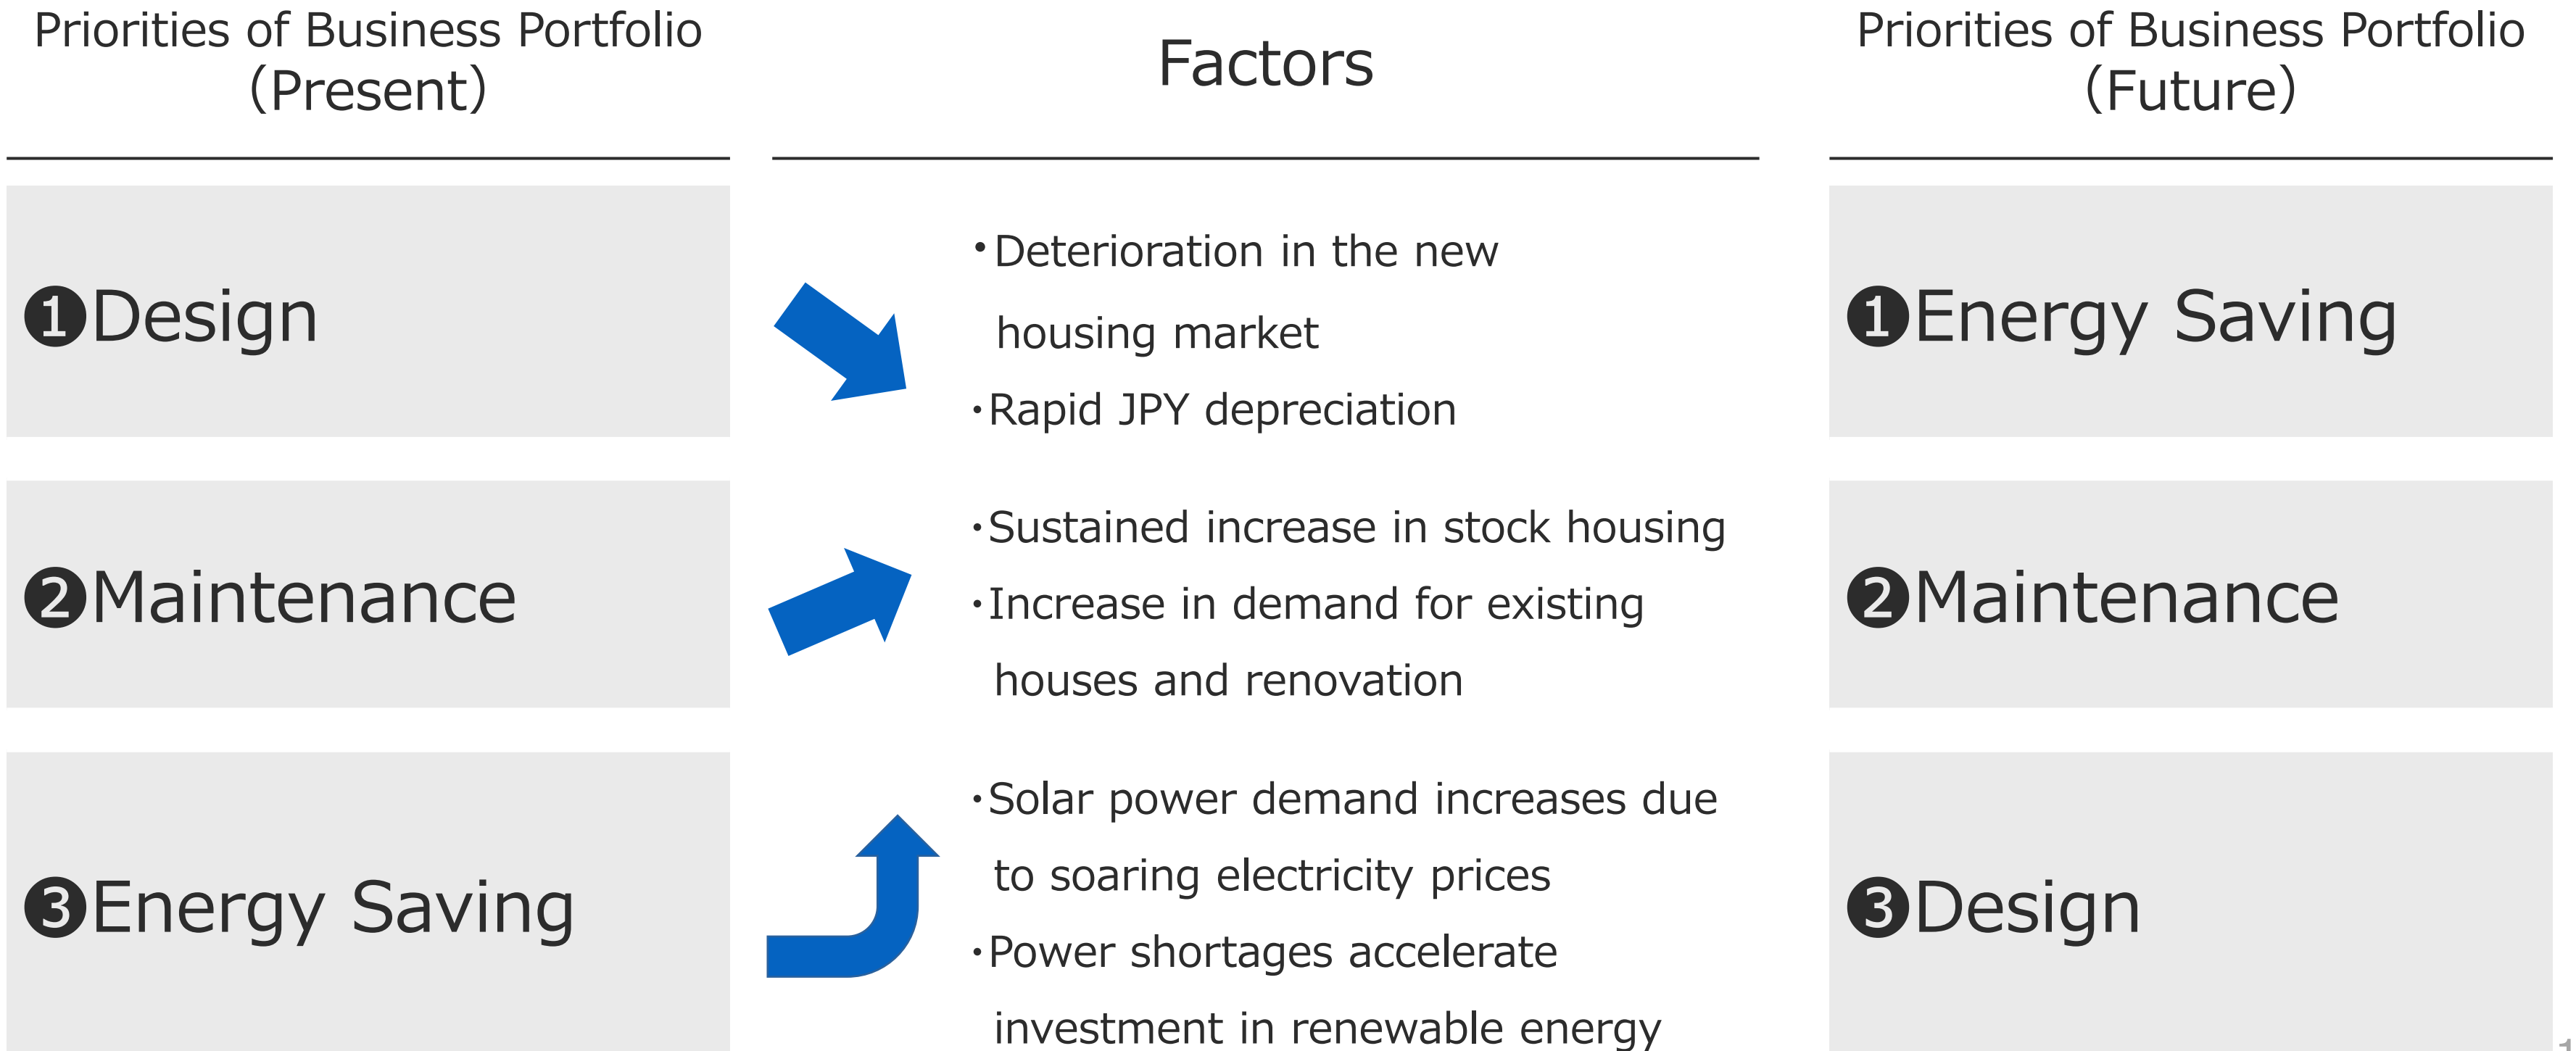 Priorities of Business Portfolio
（Present）
Factors
Priorities of Business Portfolio
（Future）
❶Design
・Deterioration in the new
housing market
・Rapid JPY depreciation
❶Energy Saving
❷Maintenance
・Sustained increase in stock housing
・Increase in demand for existing
houses and renovation
❷Maintenance
❸Energy Saving
・Solar power demand increases due
to soaring electricity prices
・Power shortages accelerate
investment in renewable energy
❸Design